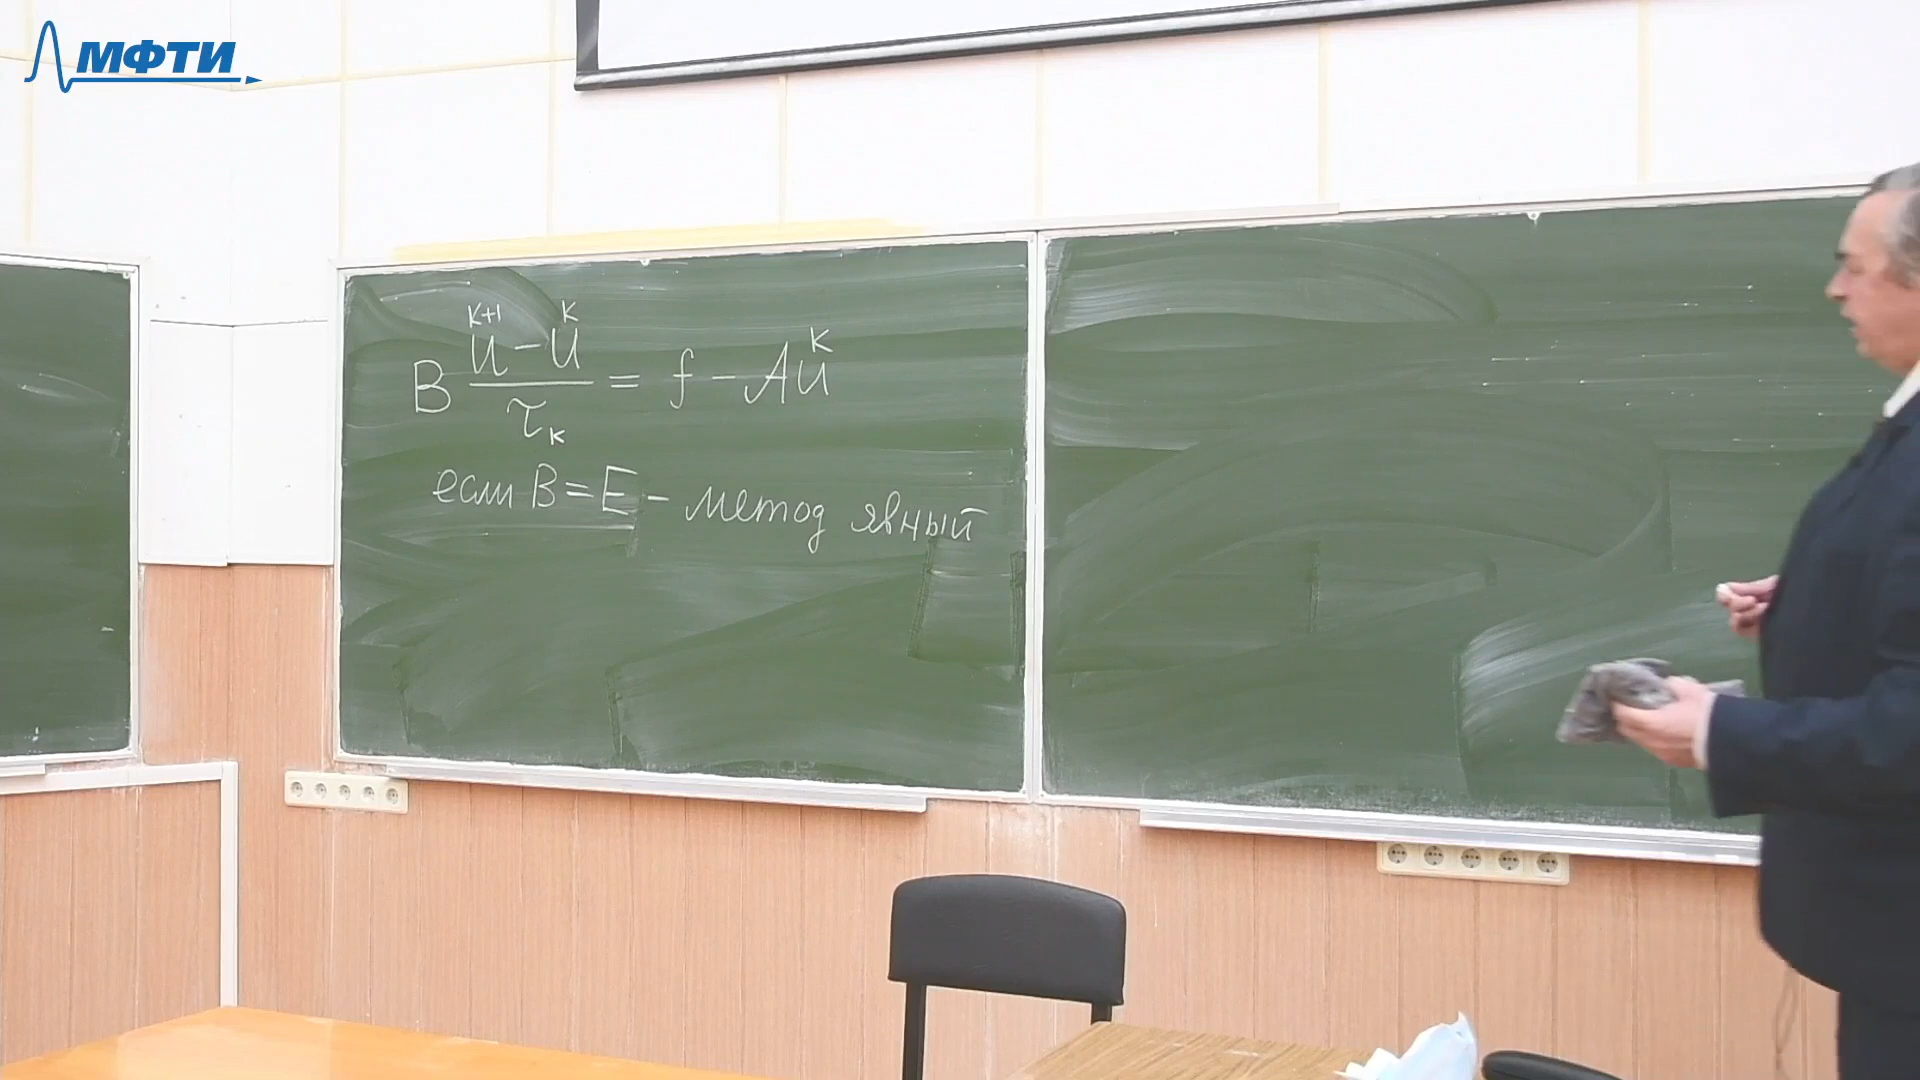 МФТИ
B (u^{k+1} - u^k) / τ_k = f - Au^k
если B = E - метод явный